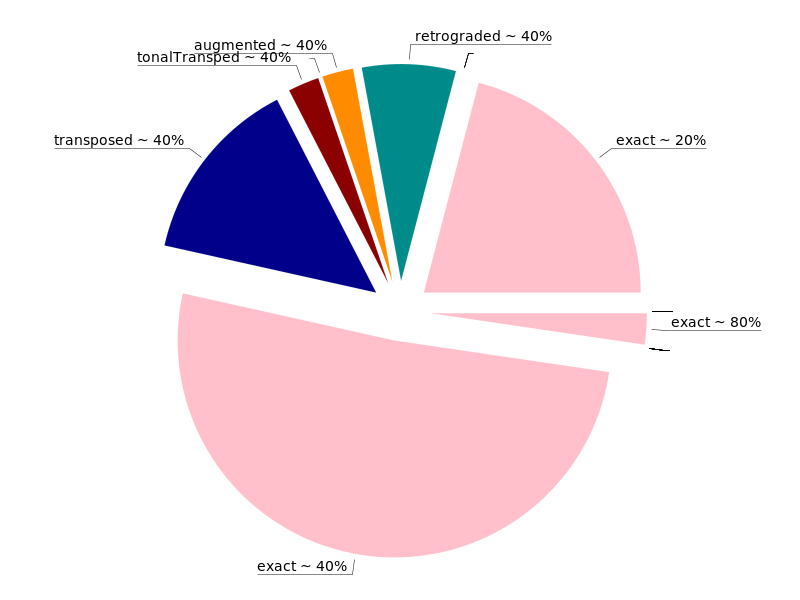 retrograded ~ 40%
augmented ~ 40%
tonalTransped ~ 40%
transposed ~ 40%
exact ~ 20%
exact ~ 80%
exact ~ 40%